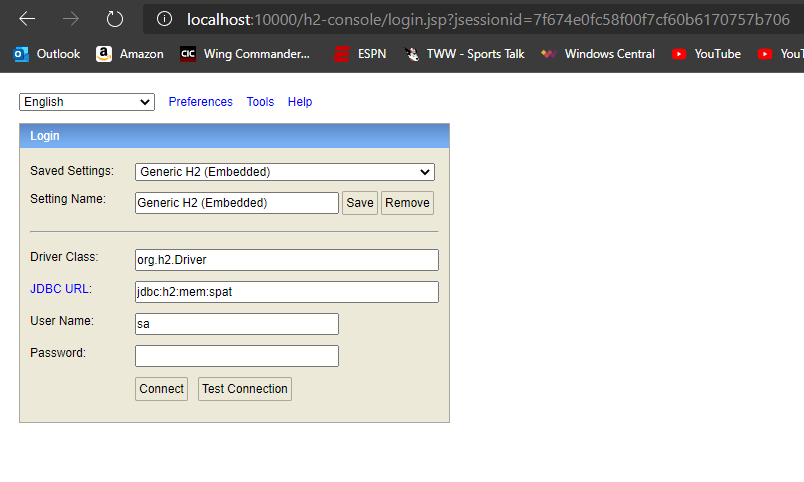 localhost:10000/h2-console/login.jsp?jsessionid=7f674e0fc58f00f7cf60b6170757b706
Outlook Amazon CIC Wing Commander... ESPN TWW - Sports Talk Windows Central YouTube YouT
English Preferences Tools Help
Login
Saved Settings: Generic H2 (Embedded)
Setting Name: Generic H2 (Embedded) Save Remove
Driver Class: org.h2.Driver
JDBC URL: jdbc:h2:mem:spat
User Name: sa
Password:
Connect Test Connection